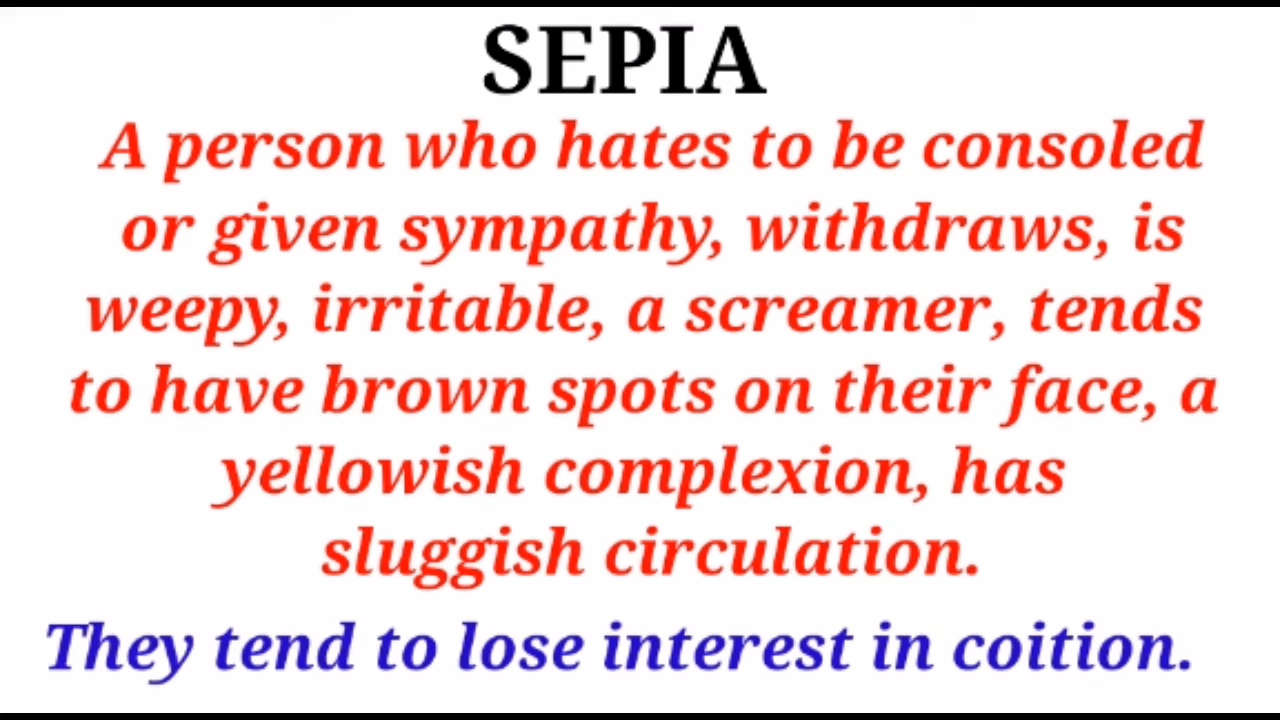 SEPIA
A person who hates to be consoled
or given sympathy, withdraws, is
weepy, irritable, a screamer, tends
to have brown spots on their face, a
yellowish complexion, has
sluggish circulation.
They tend to lose interest in coition.